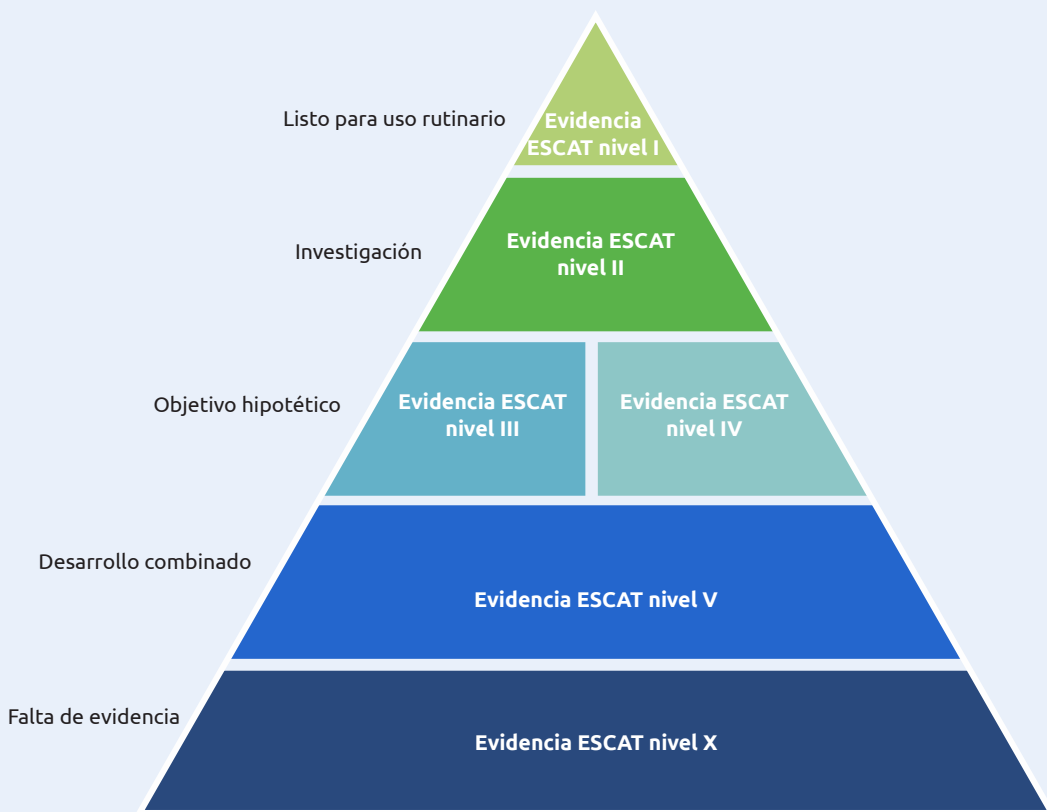 Listo para uso rutinario
Evidencia
ESCAT nivel I
Investigación
Evidencia ESCAT
nivel II
Objetivo hipotético
Evidencia ESCAT
nivel III
Evidencia ESCAT
nivel IV
Desarrollo combinado
Evidencia ESCAT nivel V
Falta de evidencia
Evidencia ESCAT nivel X